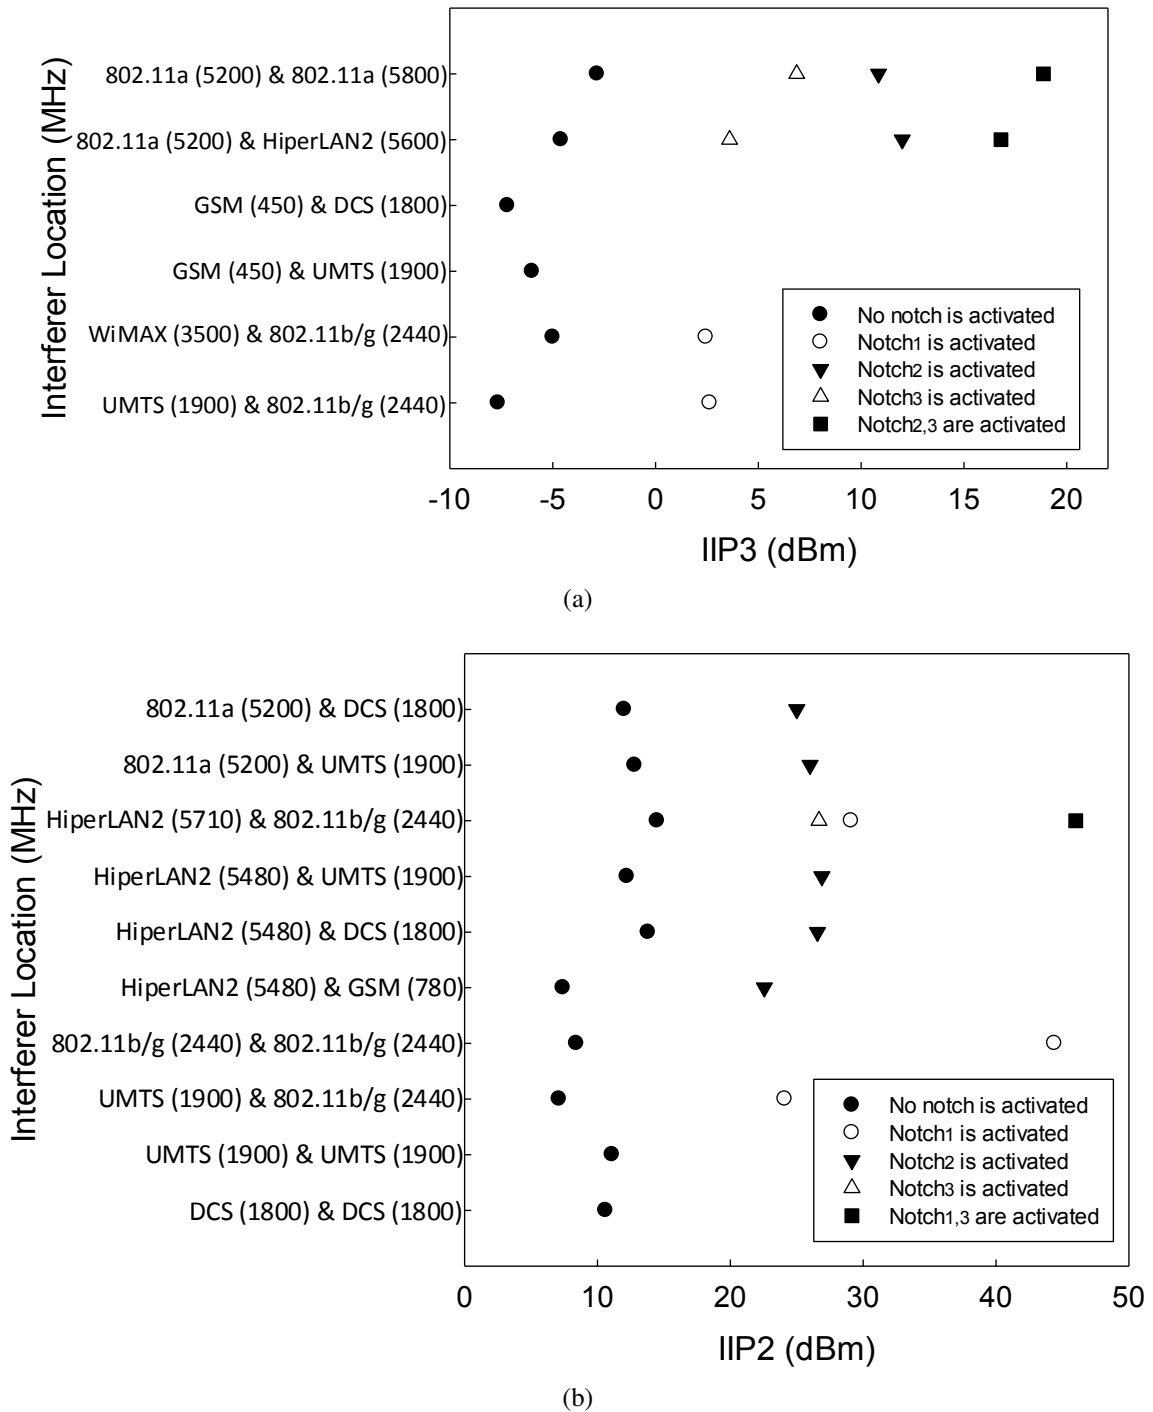 Interferer Location (MHz)
802.11a (5200) & 802.11a (5800)
802.11a (5200) & HiperLAN2 (5600)
GSM (450) & DCS (1800)
GSM (450) & UMTS (1900)
WiMAX (3500) & 802.11b/g (2440)
UMTS (1900) & 802.11b/g (2440)
No notch is activated
Notch1 is activated
Notch2 is activated
Notch3 is activated
Notch2,3 are activated
-10 -5 0 5 10 15 20
IIP3 (dBm)
(a)
Interferer Location (MHz)
802.11a (5200) & DCS (1800)
802.11a (5200) & UMTS (1900)
HiperLAN2 (5710) & 802.11b/g (2440)
HiperLAN2 (5480) & UMTS (1900)
HiperLAN2 (5480) & DCS (1800)
HiperLAN2 (5480) & GSM (780)
802.11b/g (2440) & 802.11b/g (2440)
UMTS (1900) & 802.11b/g (2440)
UMTS (1900) & UMTS (1900)
DCS (1800) & DCS (1800)
No notch is activated
Notch1 is activated
Notch2 is activated
Notch3 is activated
Notch1,3 are activated
0 10 20 30 40 50
IIP2 (dBm)
(b)